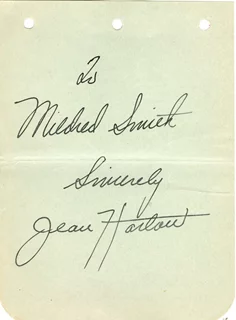 To
Mildred Smith
Sincerely
Jean Harlow